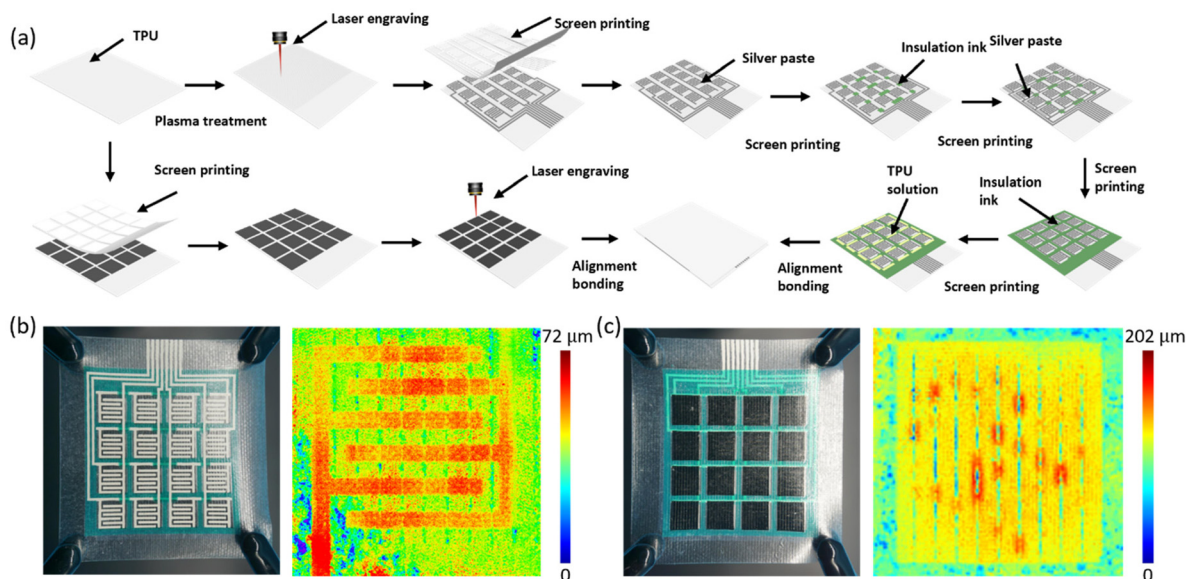 (a)
TPU
Laser engraving
Screen printing
Silver paste
Insulation ink
Silver paste
Plasma treatment
Screen printing
Screen printing
Screen printing
Laser engraving
TPU
solution
Insulation
ink
Screen
printing
Alignment
bonding
Alignment
bonding
Screen printing
(b)
72 μm
0
(c)
202 μm
0